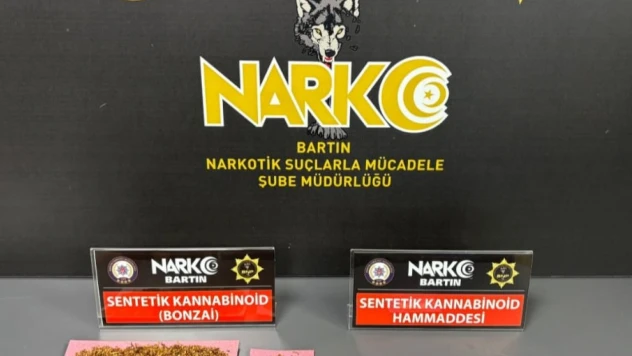 NARKO
BARTIN
NARKOTİK SUÇLARLA MÜCADELE
ŞUBE MÜDÜRLÜĞÜ
NARKO
BARTIN
SENTETİK KANNABİNOİD
(BONZAİ)
NARKO
BARTIN
SENTETİK KANNABİNOİD
HAMMADDESİ